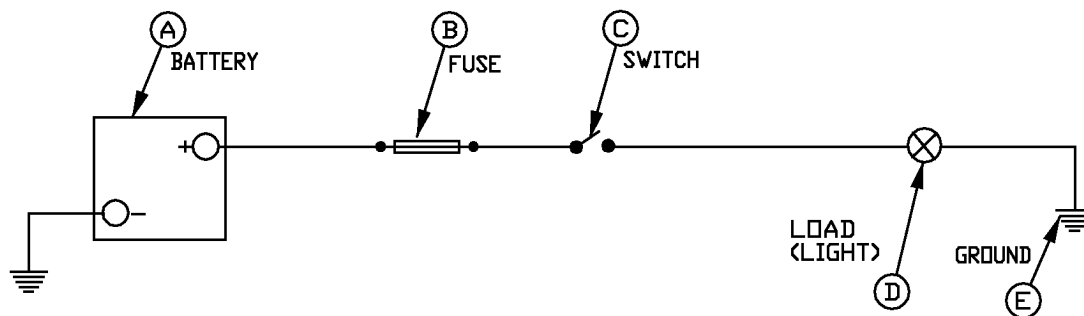 A
BATTERY
B
FUSE
C
SWITCH
+
-
LOAD
(LIGHT)
D
GROUND
E